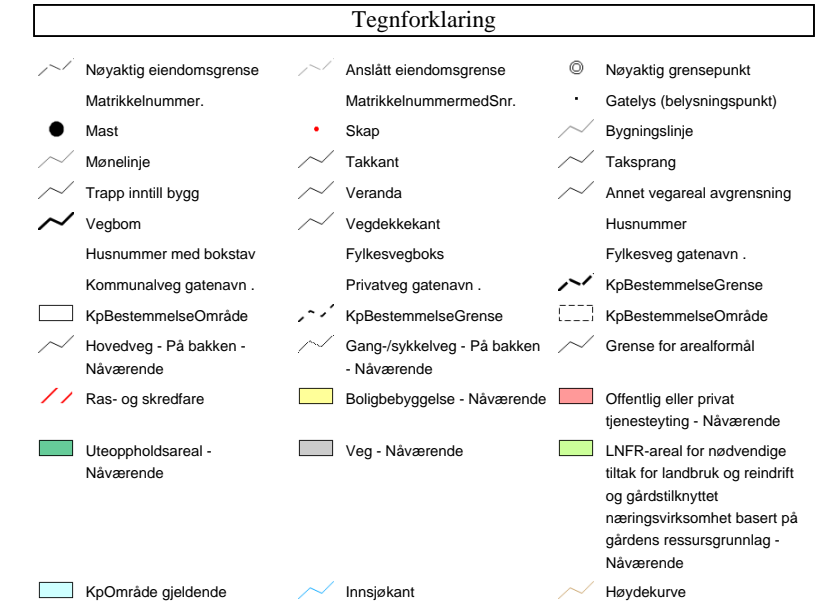 Tegnforklaring
Nøyaktig eiendomsgrense
Anslått eiendomsgrense
Nøyaktig grensepunkt
Matrikkelnummer.
MatrikkelnummermedSnr.
Gatelys (belysningspunkt)
Mast
Skap
Bygningslinje
Mønelinje
Takkant
Taksprang
Trapp inntill bygg
Veranda
Annet vegareal avgrensning
Vegbom
Vegdekkekant
Husnummer
Husnummer med bokstav
Fylkesvegboks
Fylkesveg gatenavn .
Kommunalveg gatenavn .
Privatveg gatenavn .
KpBestemmelseGrense
KpBestemmelseOmråde
KpBestemmelseGrense
KpBestemmelseOmråde
Hovedveg - På bakken -
Nåværende
Gang-/sykkelveg - På bakken
- Nåværende
Grense for arealformål
Ras- og skredfare
Boligbebyggelse - Nåværende
Offentlig eller privat
tjenesteyting - Nåværende
Uteoppholdsareal -
Nåværende
Veg - Nåværende
LNFR-areal for nødvendige
tiltak for landbruk og reindrift
og gårdstilknyttet
næringsvirksomhet basert på
gårdens ressursgrunnlag -
Nåværende
KpOmråde gjeldende
Innsjøkant
Høydekurve